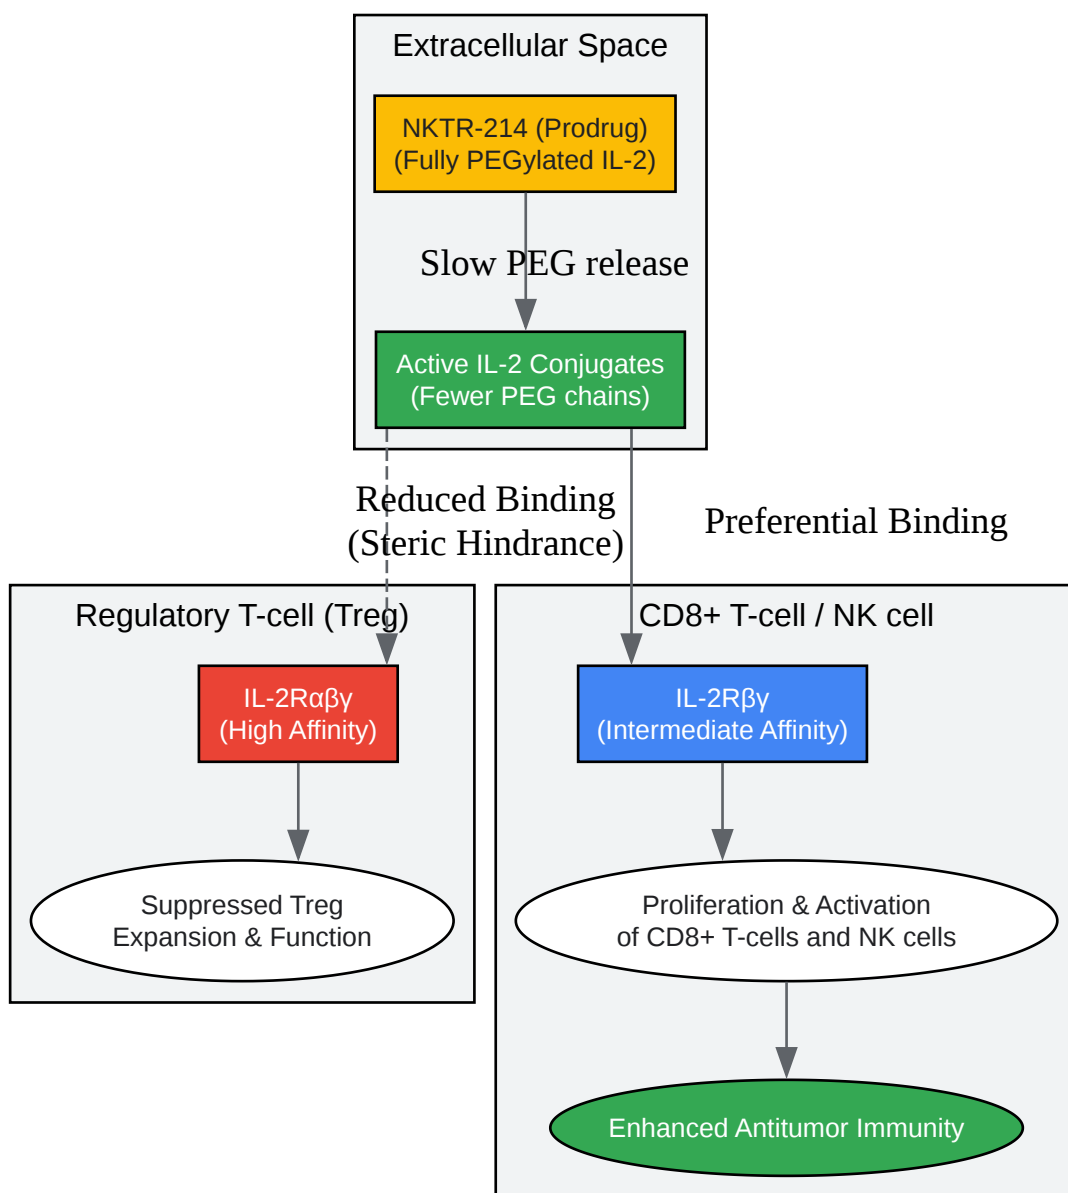 Extracellular Space
NKTR-214 (Prodrug)
(Fully PEGylated IL-2)
Slow PEG release
Active IL-2 Conjugates
(Fewer PEG chains)
Reduced Binding
(Steric Hindrance)
Preferential Binding
Regulatory T-cell (Treg)
IL-2Rαβγ
(High Affinity)
Suppressed Treg
Expansion & Function
CD8+ T-cell / NK cell
IL-2Rβγ
(Intermediate Affinity)
Proliferation & Activation
of CD8+ T-cells and NK cells
Enhanced Antitumor Immunity